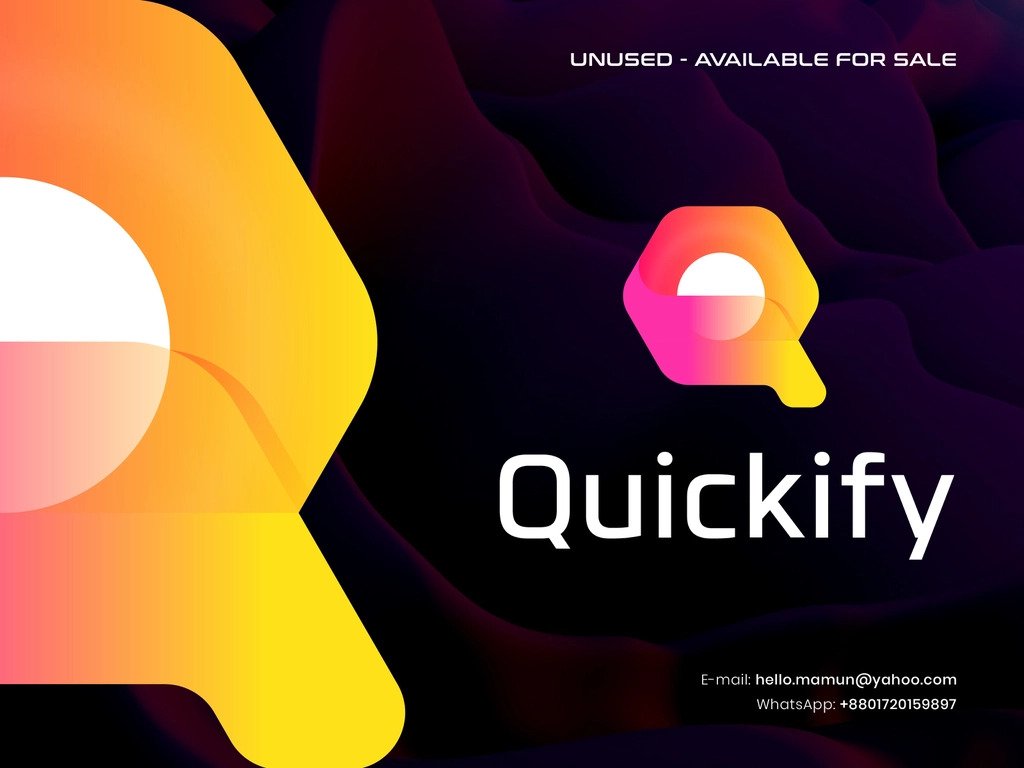 UNUSED - AVAILABLE FOR SALE
Quickify
E-mail: hello.mamun@yahoo.com
WhatsApp: +8801720159897